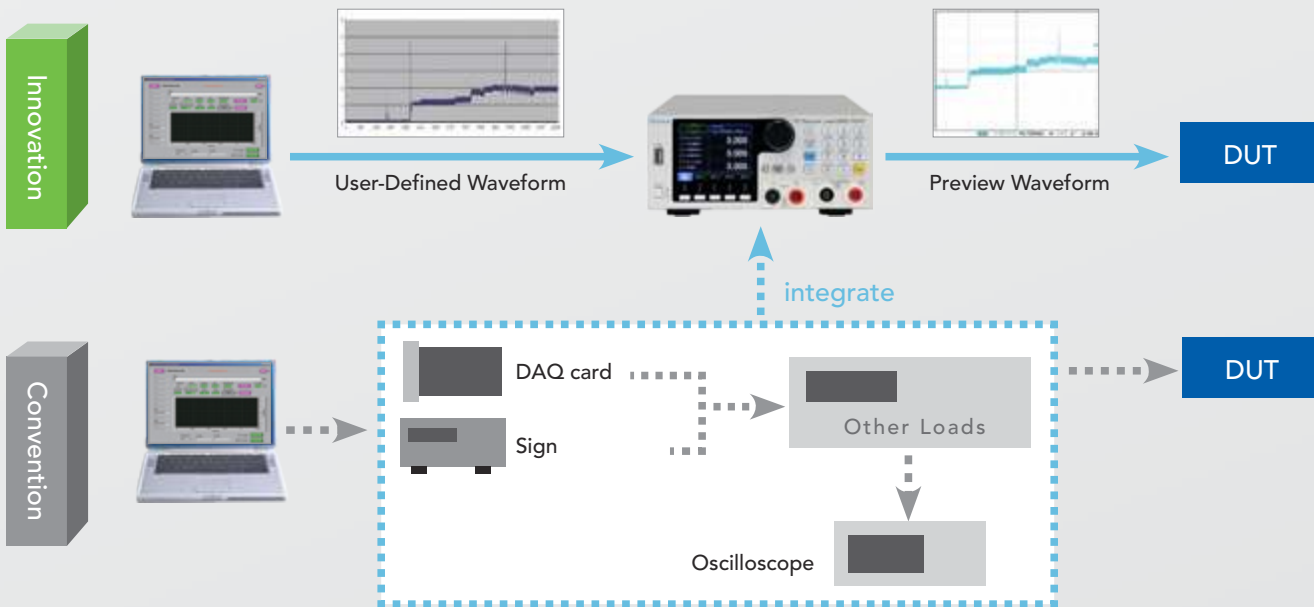 Innovation
User-Defined Waveform
Preview Waveform
DUT
integrate
Convention
DAQ card
Sign
Other Loads
Oscilloscope
DUT